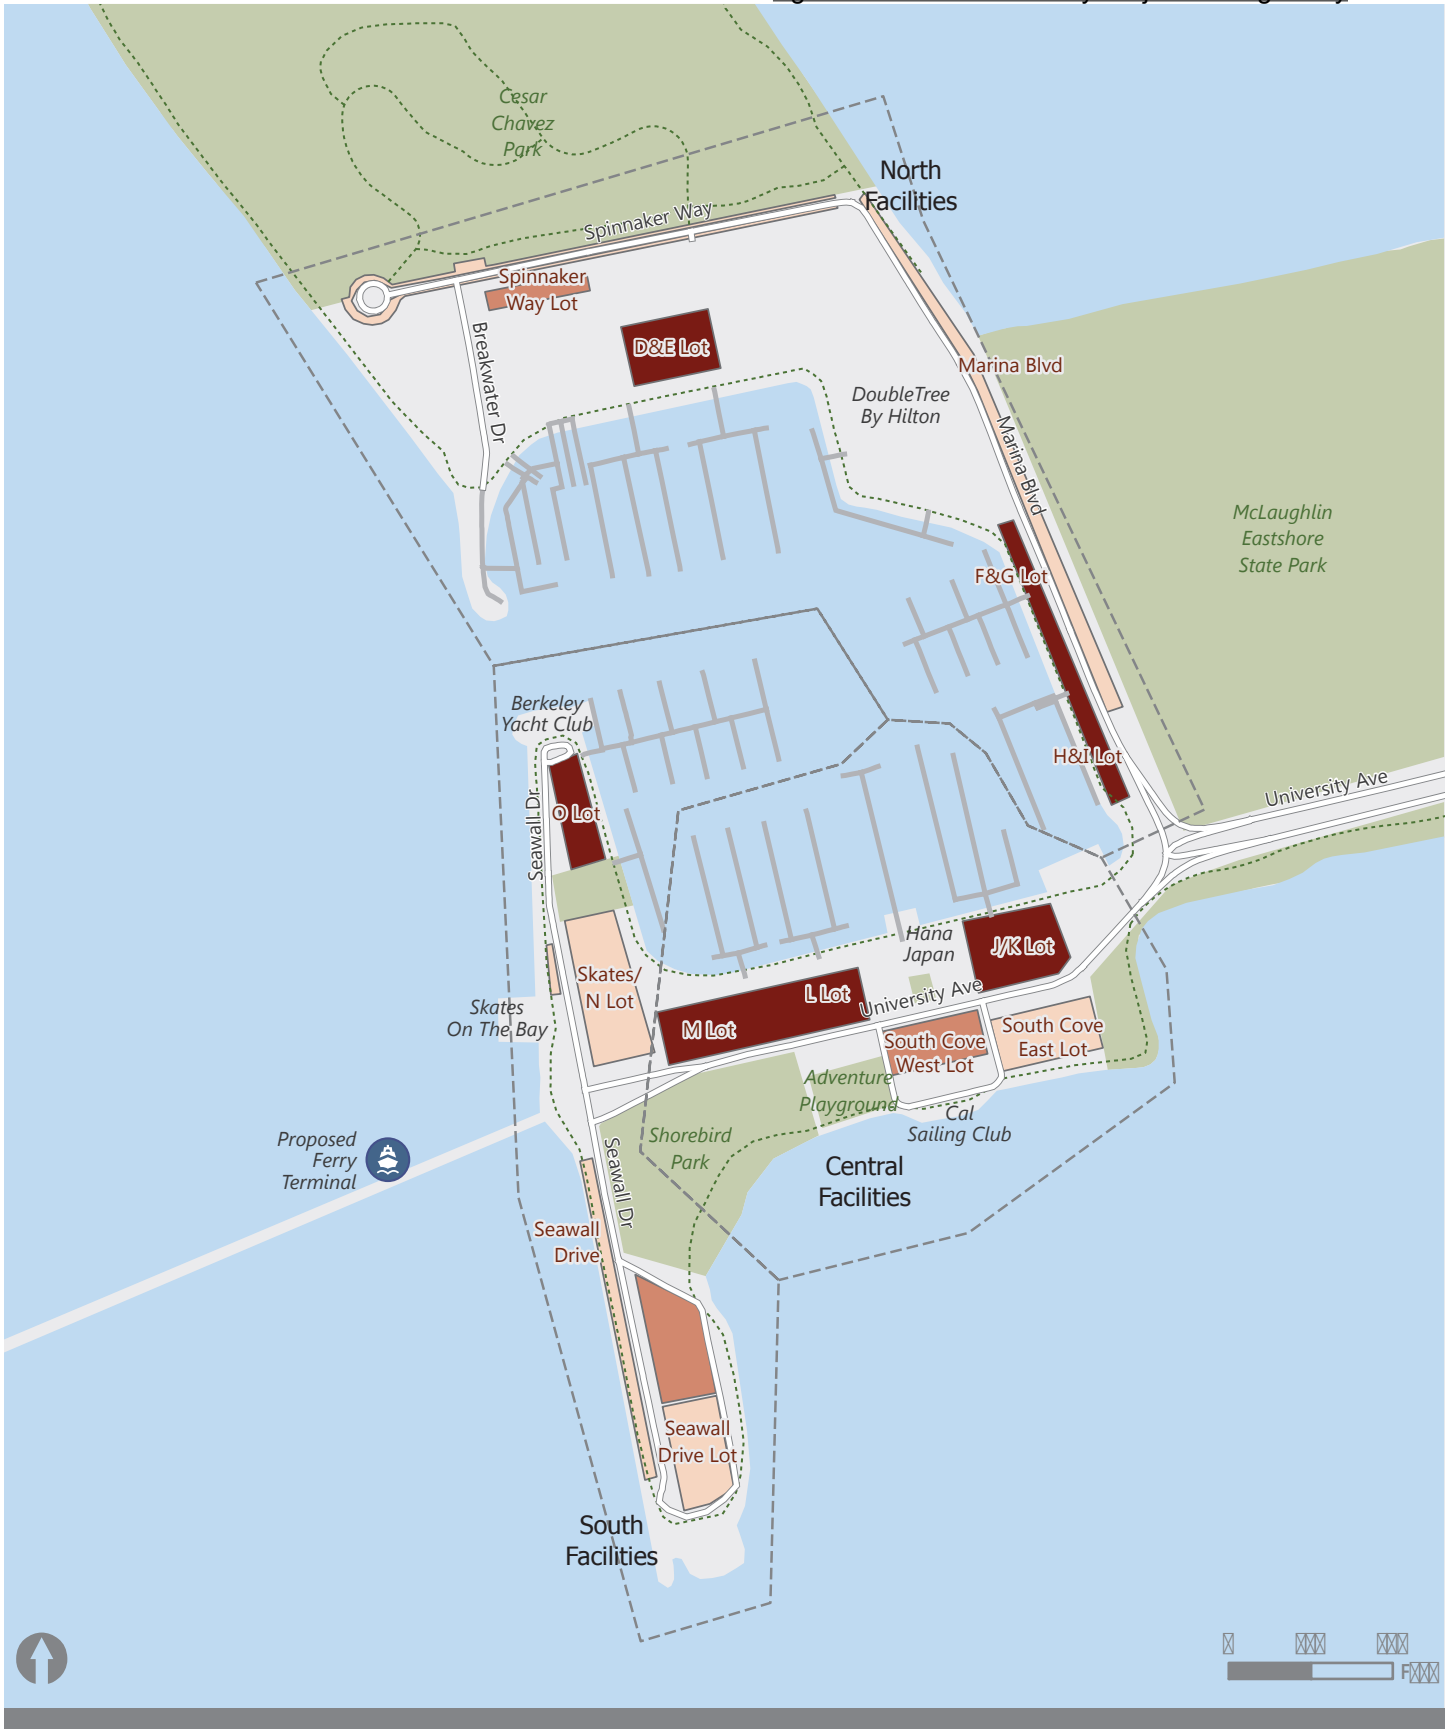 Cesar
Chavez
Park
North
Facilities
Spinnaker Way
Spinnaker
Way Lot
D&E Lot
Breakwater Dr
Marina Blvd
DoubleTree
By Hilton
Marina Blvd
McLaughlin
Eastshore
State Park
F&G Lot
Berkeley
Yacht Club
H&I Lot
University Ave
Seawall Dr
O Lot
Hana
Japan
J/K Lot
Skates/
N Lot
L Lot
University Ave
Skates
On The Bay
M Lot
South Cove
West Lot
South Cove
East Lot
Adventure
Playground
Cal
Sailing Club
Shorebird
Park
Proposed
Ferry
Terminal
Central
Facilities
Seawall Dr
Seawall
Drive
Seawall
Drive Lot
South
Facilities
F